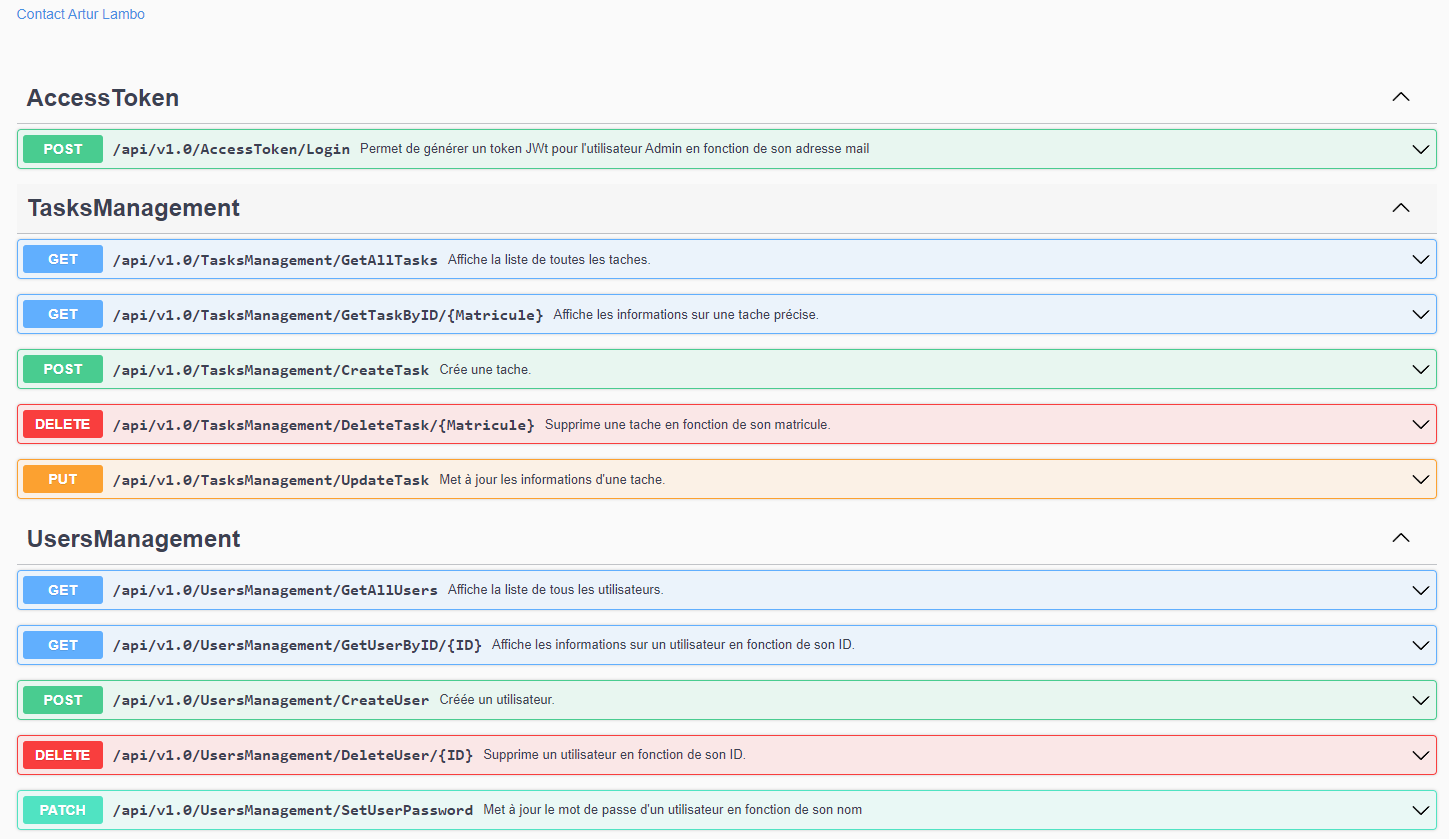 Contact Artur Lambo
AccessToken
POST /api/v1.0/AccessToken/Login Permet de générer un token JWt pour l'utilisateur Admin en fonction de son adresse mail
TasksManagement
GET /api/v1.0/TasksManagement/GetAllTasks Affiche la liste de toutes les taches.
GET /api/v1.0/TasksManagement/GetTaskByID/{Matricule} Affiche les informations sur une tache précise.
POST /api/v1.0/TasksManagement/CreateTask Crée une tache.
DELETE /api/v1.0/TasksManagement/DeleteTask/{Matricule} Supprime une tache en fonction de son matricule.
PUT /api/v1.0/TasksManagement/UpdateTask Met à jour les informations d'une tache.
UsersManagement
GET /api/v1.0/UsersManagement/GetAllUsers Affiche la liste de tous les utilisateurs.
GET /api/v1.0/UsersManagement/GetUserByID/{ID} Affiche les informations sur un utilisateur en fonction de son ID.
POST /api/v1.0/UsersManagement/CreateUser Créée un utilisateur.
DELETE /api/v1.0/UsersManagement/DeleteUser/{ID} Supprime un utilisateur en fonction de son ID.
PATCH /api/v1.0/UsersManagement/SetUserPassword Met à jour le mot de passe d'un utilisateur en fonction de son nom